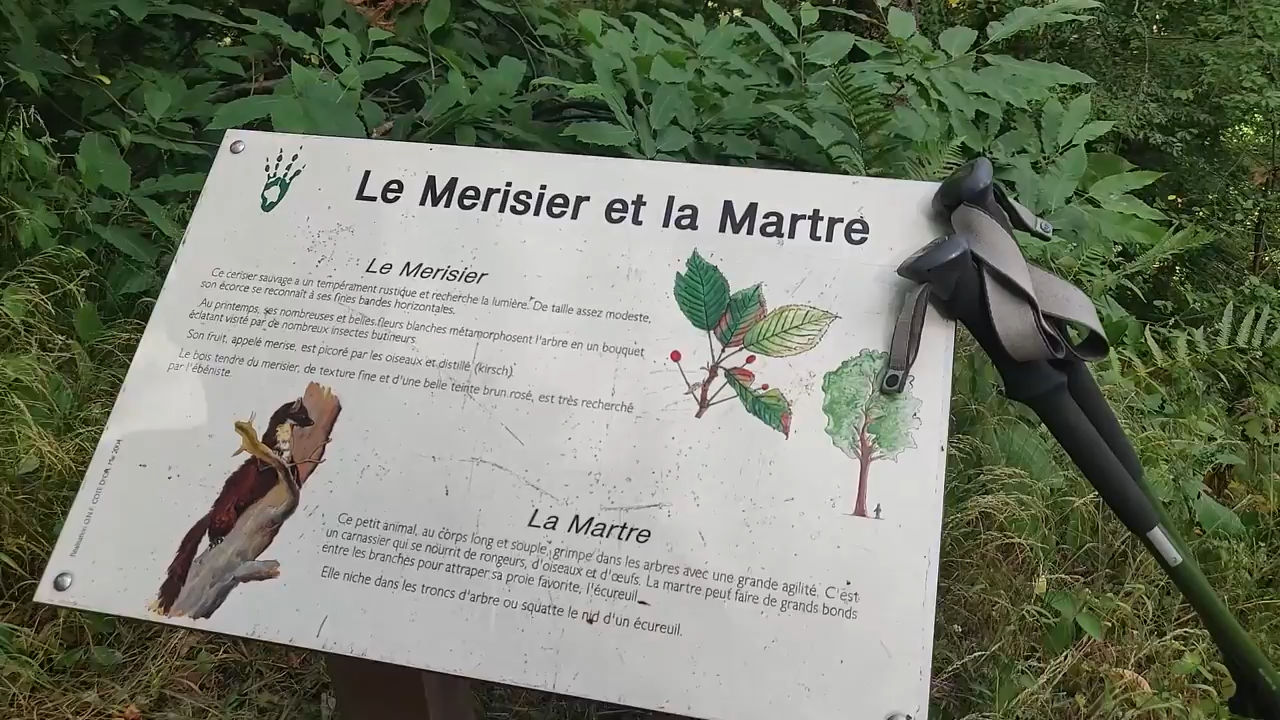 Le Merisier et la Martre
Le Merisier
Ce cerisier sauvage a un tempérament rustique et recherche la lumière. De taille assez modeste,
son écorce se reconnaît à ses fines bandes horizontales.
Au printemps, ses nombreuses et belles fleurs blanches métamorphosent l'arbre en un bouquet
éclatant visité par de nombreux insectes butineurs.
Son fruit, appelé merise, est picoré par les oiseaux et distillé (kirsch).
Le bois tendre du merisier, de texture fine et d'une belle teinte brun rosé, est très recherché
par l'ébéniste.
La Martre
Ce petit animal, au corps long et souple, grimpe dans les arbres avec une grande agilité. C'est
un carnassier qui se nourrit de rongeurs, d'oiseaux et d'œufs. La martre peut faire de grands bonds
entre les branches pour attraper sa proie favorite, l'écureuil.
Elle niche dans les troncs d'arbre ou squatte le nid d'un écureuil.
Réalisation O.N.F. COTE D'OR Mai 2004